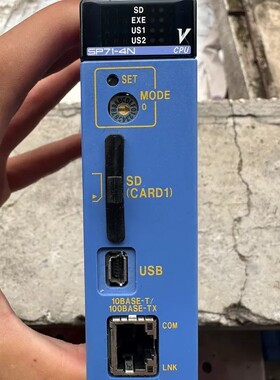 SD
EXE
US1
US2
V
SP71-4N
CPU
SET
MODE
0
SD
(CARD1)
USB
10BASE-T/
100BASE-TX
COM
LNK